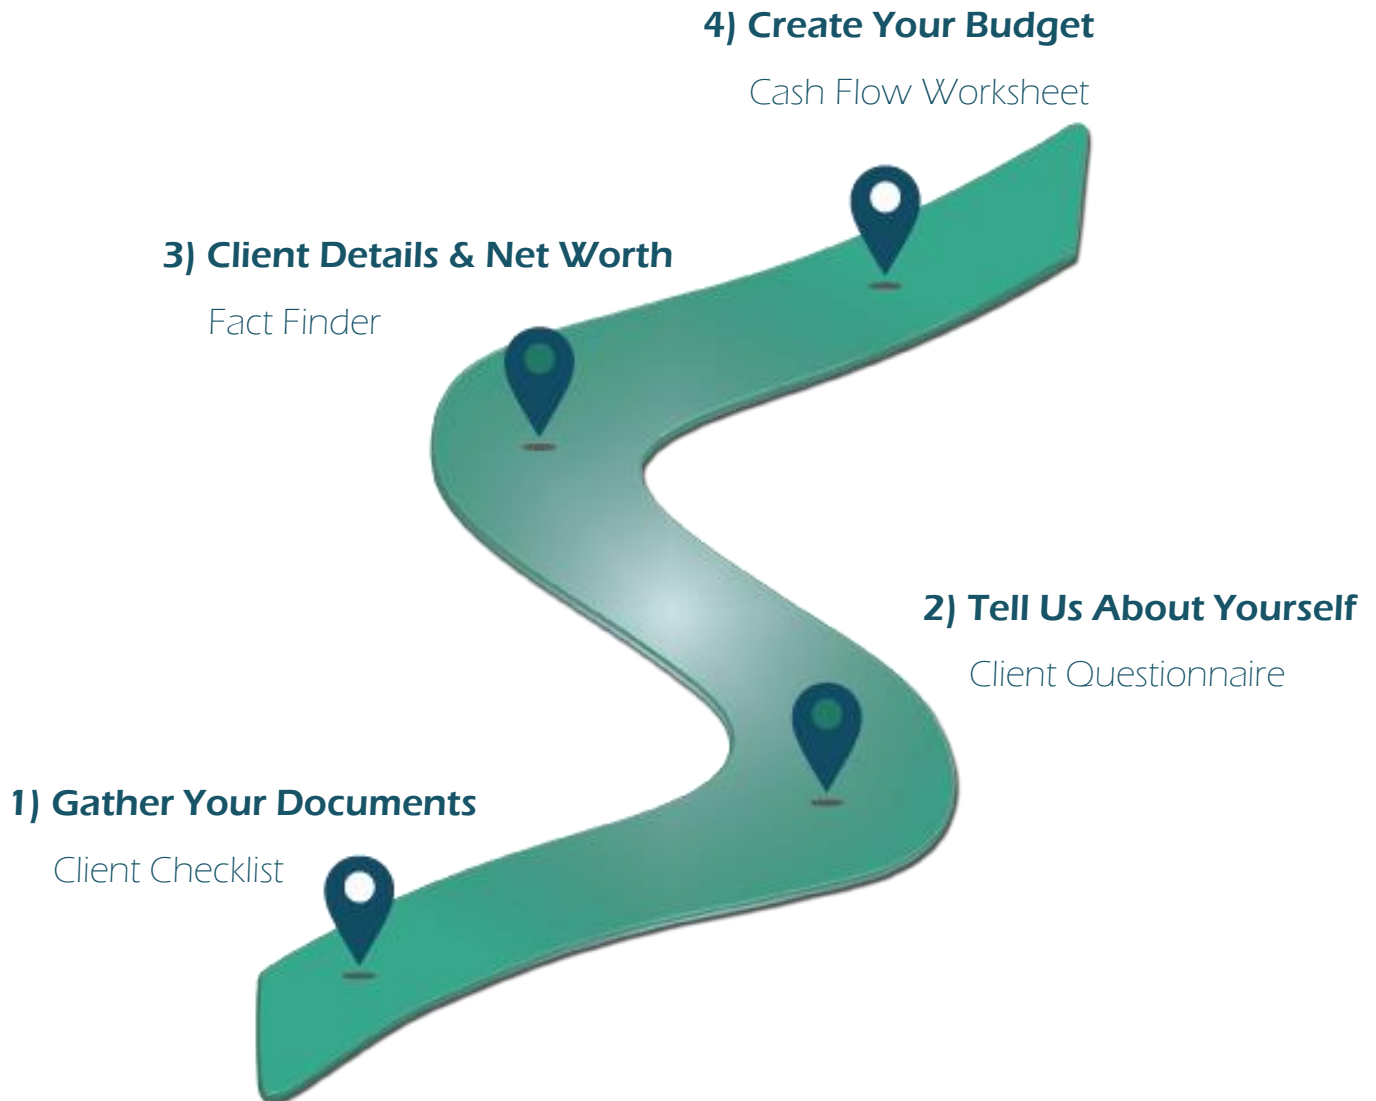 4) Create Your Budget
Cash Flow Worksheet
3) Client Details & Net Worth
Fact Finder
2) Tell Us About Yourself
Client Questionnaire
1) Gather Your Documents
Client Checklist